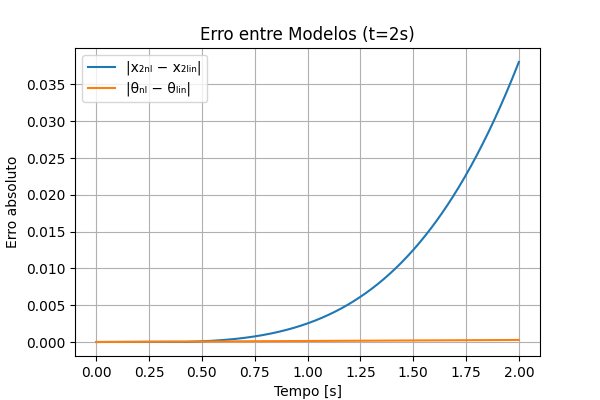 Erro entre Modelos (t=2s)
|x₂ₙₗ − x₂ₗᵢₙ|
|θₙₗ − θₗᵢₙ|
Erro absoluto
0.035
0.030
0.025
0.020
0.015
0.010
0.005
0.000
0.00 0.25 0.50 0.75 1.00 1.25 1.50 1.75 2.00
Tempo [s]